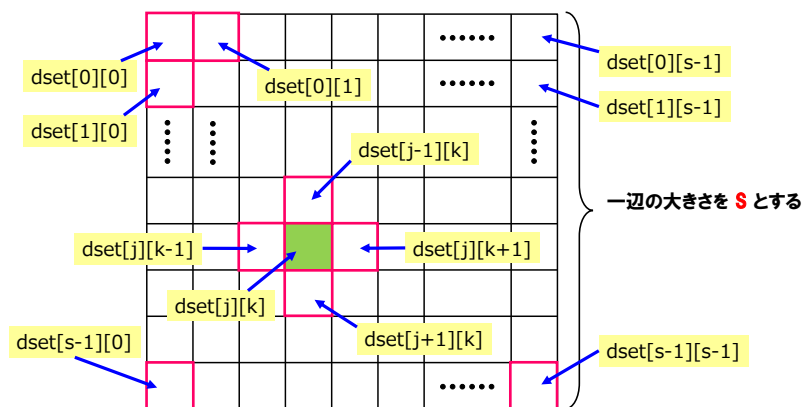 dset[0][0]
dset[0][1]
dset[0][s-1]
dset[1][0]
dset[1][s-1]
dset[j-1][k]
一辺の大きさを S とする
dset[j][k-1]
dset[j][k+1]
dset[j][k]
dset[j+1][k]
dset[s-1][0]
dset[s-1][s-1]